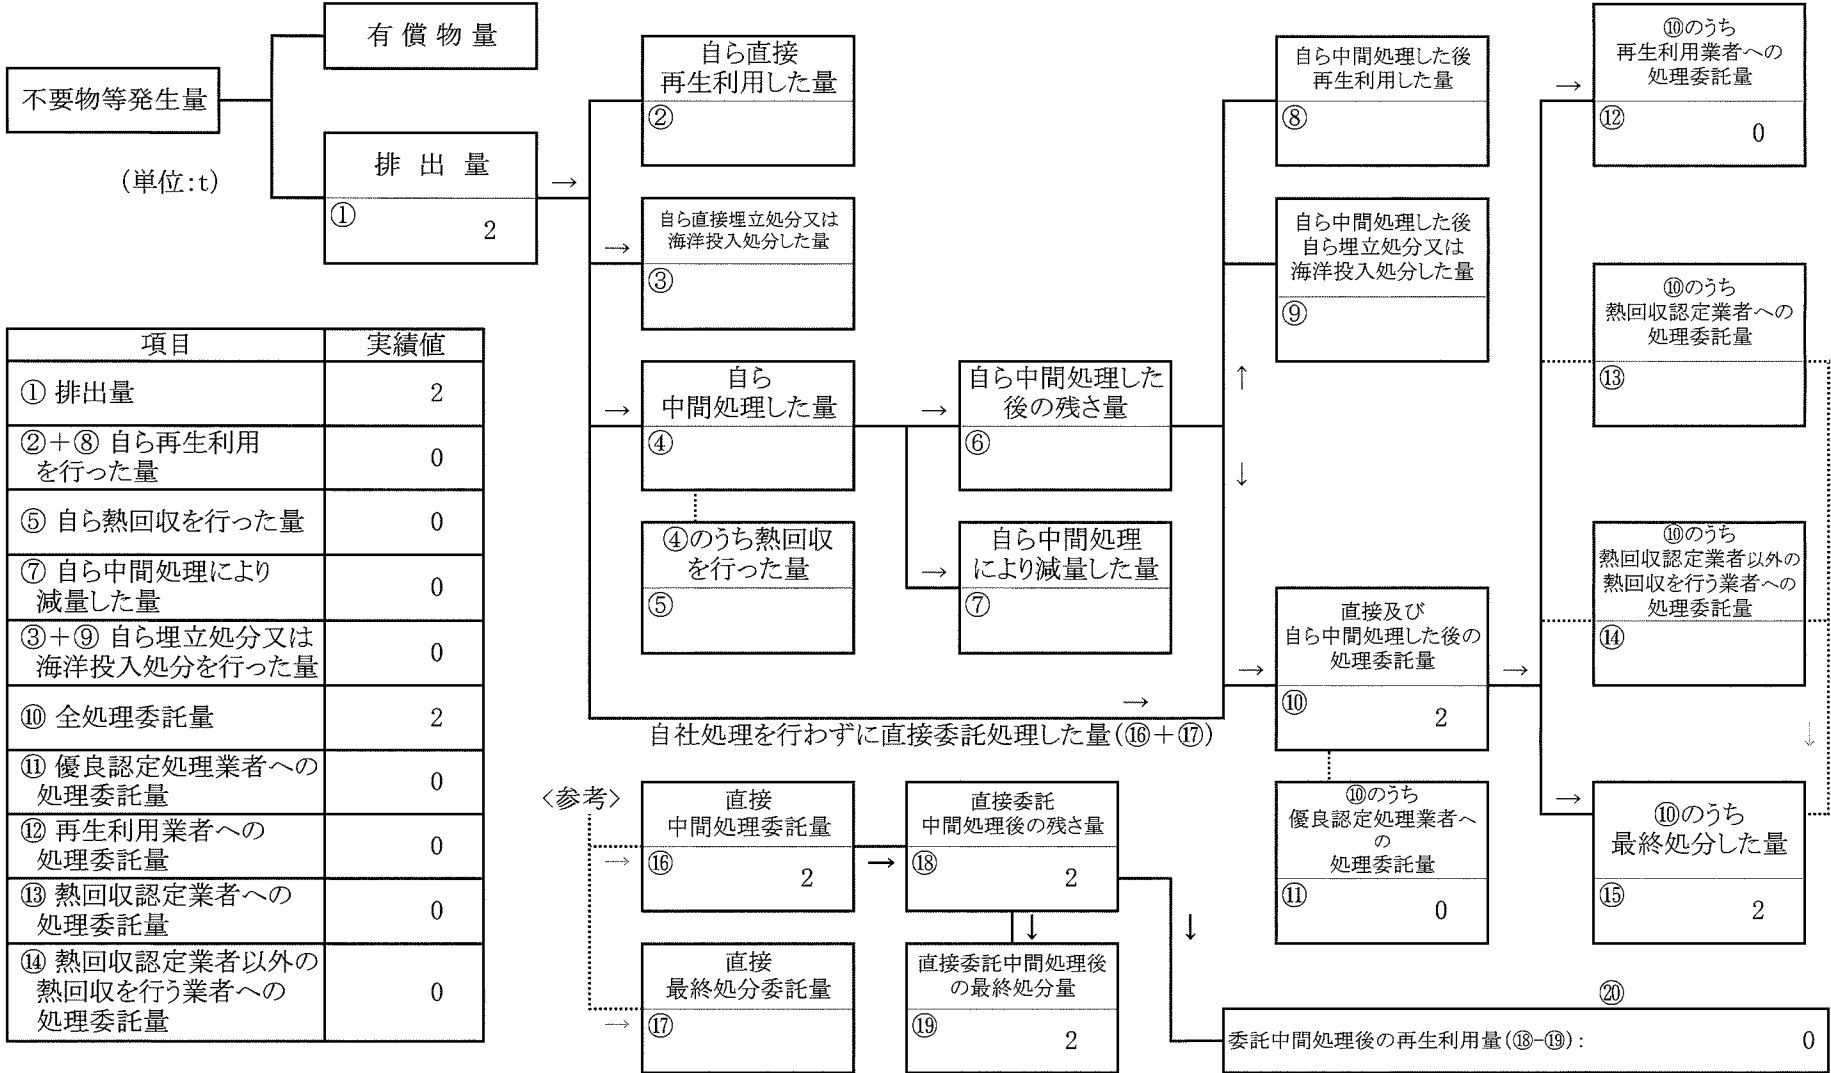 不要物等発生量
(単位:t)
有 償 物 量
排 出 量
①
2
→
自ら直接
再生利用した量
②
→
自ら直接埋立処分又は
海洋投入処分した量
③
→
自ら
中間処理した量
④
④のうち熱回収
を行った量
⑤
→
自ら中間処理した
後の残さ量
⑥
→
自ら中間処理
により減量した量
⑦
↑
↓
自ら中間処理した後
再生利用した量
⑧
自ら中間処理した後
自ら埋立処分又は
海洋投入処分した量
⑨
→
自社処理を行わずに直接委託処理した量(⑯+⑰)
→
直接及び
自ら中間処理した後の
処理委託量
⑩
2
→
⑩のうち
優良認定処理業者へ
の
処理委託量
⑪
0
→
⑩のうち
再生利用業者への
処理委託量
⑫
0
⑩のうち
熱回収認定業者への
処理委託量
⑬
⑩のうち
熱回収認定業者以外の
熱回収を行う業者への
処理委託量
⑭
↓
→
⑩のうち
最終処分した量
⑮
2
項目 実績値
① 排出量 2
②+⑧ 自ら再生利用
を行った量 0
⑤ 自ら熱回収を行った量 0
⑦ 自ら中間処理により
減量した量 0
③+⑨ 自ら埋立処分又は
海洋投入処分を行った量 0
⑩ 全処理委託量 2
⑪ 優良認定処理業者への
処理委託量 0
⑫ 再生利用業者への
処理委託量 0
⑬ 熱回収認定業者への
処理委託量 0
⑭ 熱回収認定業者以外の
熱回収を行う業者への
処理委託量 0
<参考>
→
直接
中間処理委託量
⑯
2
→
直接委託
中間処理後の残さ量
⑱
2
→
直接
最終処分委託量
⑰
↓
直接委託中間処理後
の最終処分量
⑲
2
↓
⑳
委託中間処理後の再生利用量(⑱-⑲): 0